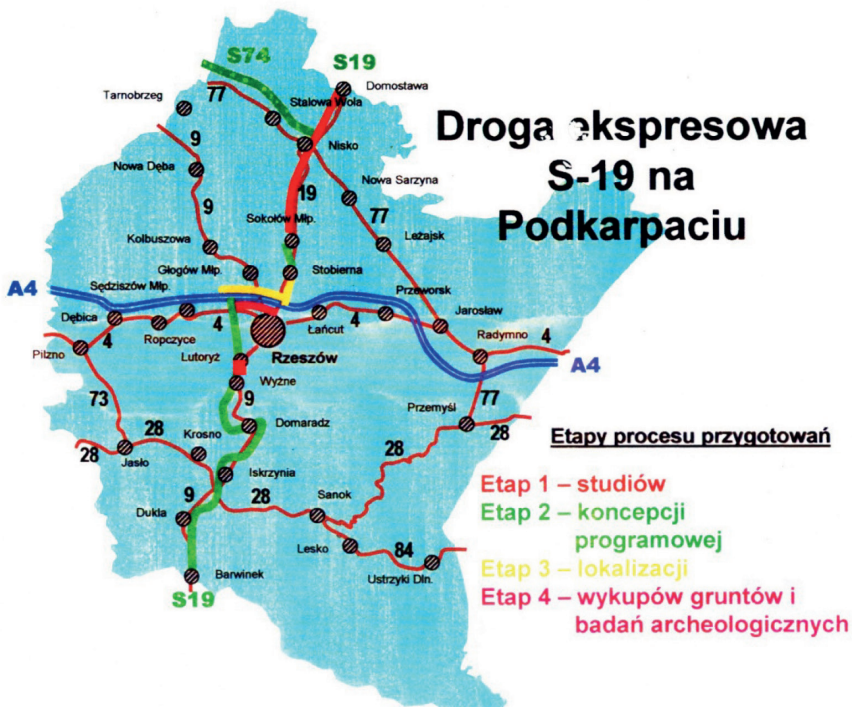 S74
S19
Domostawa
Tarnobrzeg
77
Stalowa Wola
Droga ekspresowa
S-19 na
Podkarpaciu
9
Nisko
Nowa Dęba
19
Nowa Sarzyna
9
Sokołów Młp.
77
Kolbuszowa
Leżajsk
Głogów Młp.
Stobierna
A4
Sędziszów Młp.
Przeworsk
Dębica
4
Łańcut
4
Jarosław
Ropczyce
4
Pilzno
Lutoryż
Rzeszów
Radymno
4
A4
73
Wyżne
9
Przemyśl
77
28
28
Krosno
Domaradz
28
Jasło
28
Iskrzynia
9
28
Sanok
Dukla
Lesko
84
Barwinek
Ustrzyki Dln.
S19
Etapy procesu przygotowań
Etap 1 – studiów
Etap 2 – koncepcji
programowej
Etap 3 – lokalizacji
Etap 4 – wykupów gruntów i
badań archeologicznych